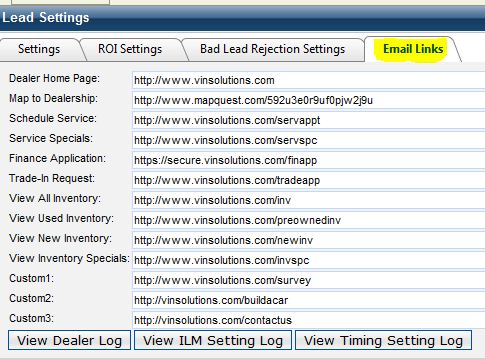 Lead Settings
Settings ROI Settings Bad Lead Rejection Settings Email Links
Dealer Home Page: http://www.vinsolutions.com
Map to Dealership: http://www.mapquest.com/592u3e0r9uf0pjw2j9u
Schedule Service: http://www.vinsolutions.com/servappt
Service Specials: http://www.vinsolutions.com/servspc
Finance Application: https://secure.vinsolutions.com/finapp
Trade-In Request: http://www.vinsolutions.com/tradeapp
View All Inventory: http://www.vinsolutions.com/inv
View Used Inventory: http://www.vinsolutions.com/preownedinv
View New Inventory: http://www.vinsolutions.com/newinv
View Inventory Specials: http://www.vinsolutions.com/invspc
Custom1: http://www.vinsolutions.com/survey
Custom2: http://vinsolutions.com/buildacar
Custom3: http://vinsolutions.com/contactus
View Dealer Log View ILM Setting Log View Timing Setting Log